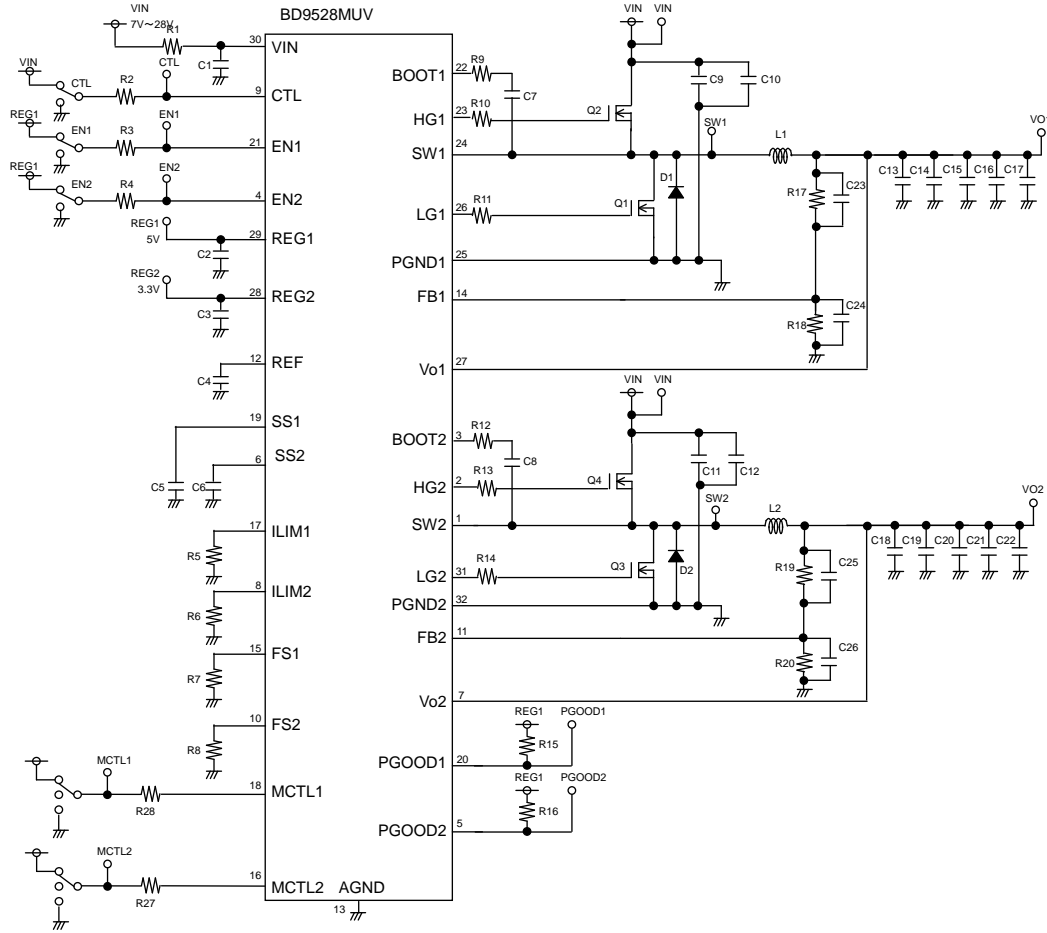 BD9528MUV
VIN
7V~28V
R1
30
VIN
C1
VIN
CTL
R2
CTL
9
CTL
REG1
EN1
R3
EN1
21
EN1
REG1
EN2
R4
EN2
4
EN2
REG1
5V
29
REG1
C2
REG2
3.3V
28
REG2
C3
12
REF
C4
19
SS1
C5
6
SS2
C6
17
ILIM1
R5
8
ILIM2
R6
15
FS1
R7
10
FS2
R8
MCTL1
R28
18
MCTL1
MCTL2
R27
16
MCTL2
AGND
13
VIN
VIN
BOOT1
22
R9
C7
C9
C10
HG1
23
R10
Q2
SW1
24
SW1
L1
VO1
C13
C14
C15
C16
C17
LG1
26
R11
Q1
D1
R17
C23
PGND1
25
FB1
14
R18
C24
Vo1
27
VIN
VIN
BOOT2
3
R12
C8
C11
C12
HG2
2
R13
Q4
SW2
1
SW2
L2
VO2
C18
C19
C20
C21
C22
LG2
31
R14
Q3
D2
R19
C25
PGND2
32
FB2
11
R20
C26
Vo2
7
REG1
PGOOD1
R15
PGOOD1
20
REG1
PGOOD2
R16
PGOOD2
5